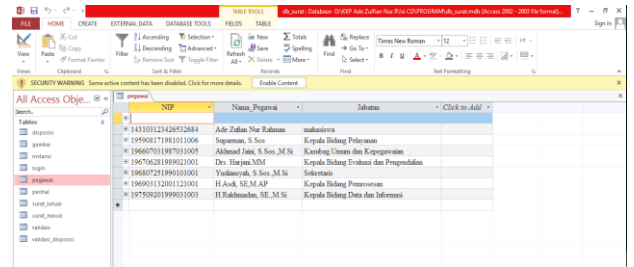 TABLE TOOLS
db_surat : Database- D:\KKP Ade Zulfian Nur.R\Isi CD\PROGRAM\db_surat.mdb (Access 2002 - 2003 file format)...
Sign in
FILE HOME CREATE EXTERNAL DATA DATABASE TOOLS FIELDS TABLE
View
Paste
Cut
Copy
Format Painter
Filter
Ascending
Descending
Remove Sort
Selection
Advanced
Toggle Filter
Refresh All
New
Save
Delete
Totals
Spelling
More
Find
Replace
Go To
Select
Times New Roman 12
B I U A
Views Clipboard Sort & Filter Records Find Text Formatting
SECURITY WARNING Some active content has been disabled. Click for more details. Enable Content
All Access Obje...
Search...
Tables
disposisi
gambar
instansi
login
pegawai
perihal
surat_keluar
surat_masuk
validasi
validasi_disposisi
pegawai
NIP Nama_Pegawai Jabatan Click to Add
143103123426532684 Ade Zulfian Nur Rahman mahasiswa
195908171981011006 Suparman, S.Sos Kepala Bidang Pelayanan
196607031987031005 Akhmad Jaini, S.Sos.,M.Si Kasubag Umum dan Kepegawaian
196706281989021001 Drs. Harjani.MM Kepala Bidang Evaluasi dan Pengendalian
196807251990101001 Yusliansyah, S.Sos.,M.Si Sekretaris
196903132001121001 H.Asdi, SE,M.AP Kepala Bidang Pemrosesan
197509201999031003 H.Rakhmadan, SE.,M.Si Kepala Bidang Data dan Informasi